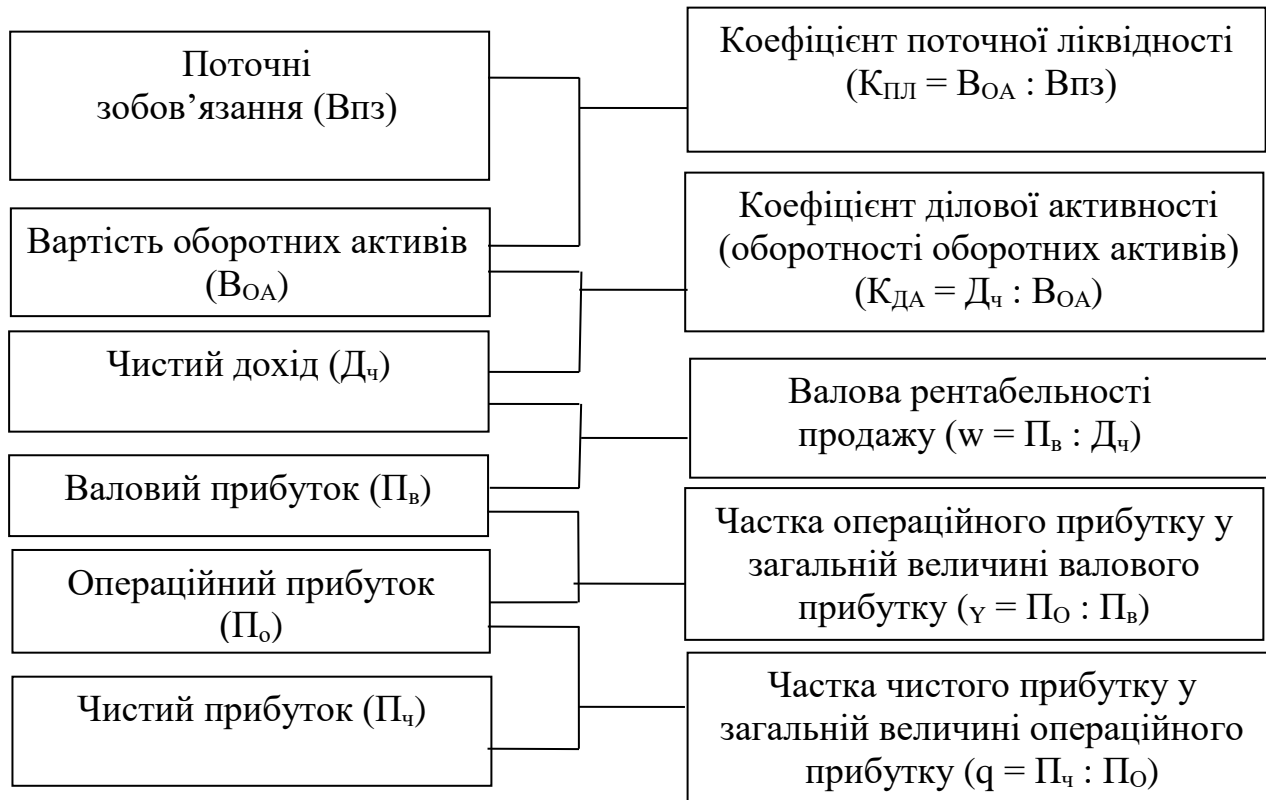 Поточні
зобов’язання (Впз)
Вартість оборотних активів
(ВОА)
Чистий дохід (Дч)
Валовий прибуток (Пв)
Операційний прибуток
(По)
Чистий прибуток (Пч)
Коефіцієнт поточної ліквідності
(КПЛ = ВОА : Впз)
Коефіцієнт ділової активності
(оборотності оборотних активів)
(КДА = Дч : ВОА)
Валова рентабельності
продажу (w = Пв : Дч)
Частка операційного прибутку у
загальній величині валового
прибутку (Y = ПО : Пв)
Частка чистого прибутку у
загальній величині операційного
прибутку (q = Пч : ПО)